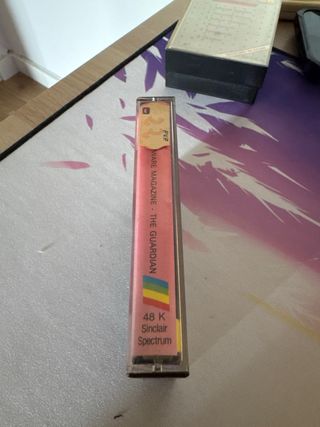 WARE MAGAZINE - THE GUARDIAN
48 K
Sinclair
Spectrum